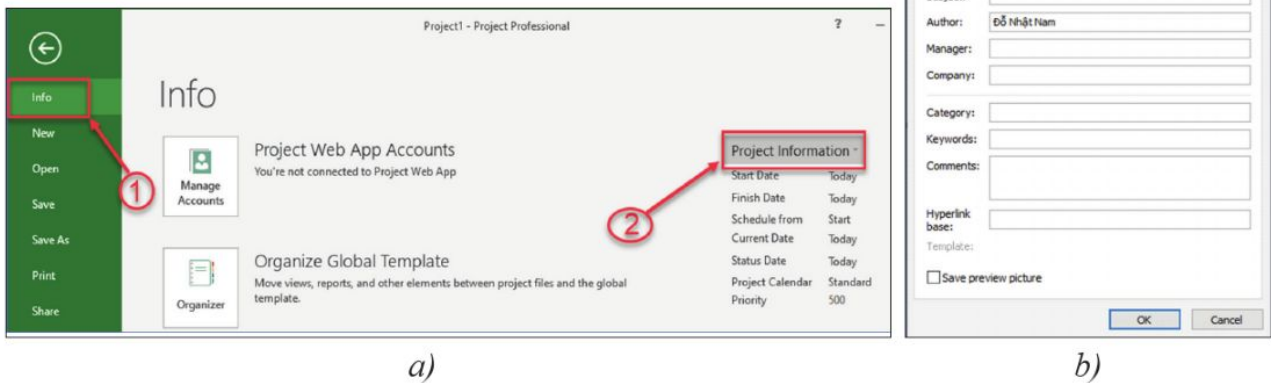 Project1 - Project Professional
?
Info
Info
New
Open
Save
Save As
Print
Share
1
Manage
Accounts
Project Web App Accounts
You're not connected to Project Web App
Organizer
Organize Global Template
Move views, reports, and other elements between project files and the global
template.
2
Project Information
Start Date Today
Finish Date Today
Schedule from Start
Current Date Today
Status Date Today
Project Calendar Standard
Priority 500
a)
Author: Đỗ Nhật Nam
Manager:
Company:
Category:
Keywords:
Comments:
Hyperlink
base:
Template:
Save preview picture
OK Cancel
b)